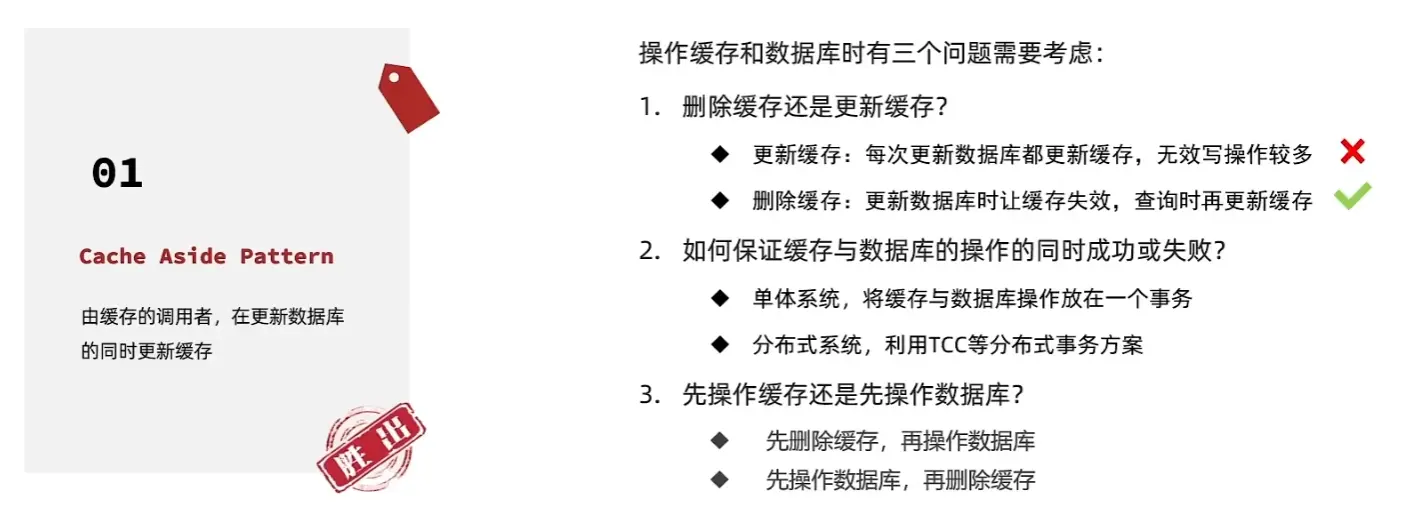 01
Cache Aside Pattern
由缓存的调用者，在更新数据库
的同时更新缓存
胜出
操作缓存和数据库时有三个问题需要考虑：
1. 删除缓存还是更新缓存？
◆ 更新缓存：每次更新数据库都更新缓存，无效写操作较多
◆ 删除缓存：更新数据库时让缓存失效，查询时再更新缓存
2. 如何保证缓存与数据库的操作的同时成功或失败？
◆ 单体系统，将缓存与数据库操作放在一个事务
◆ 分布式系统，利用TCC等分布式事务方案
3. 先操作缓存还是先操作数据库？
◆ 先删除缓存，再操作数据库
◆ 先操作数据库，再删除缓存